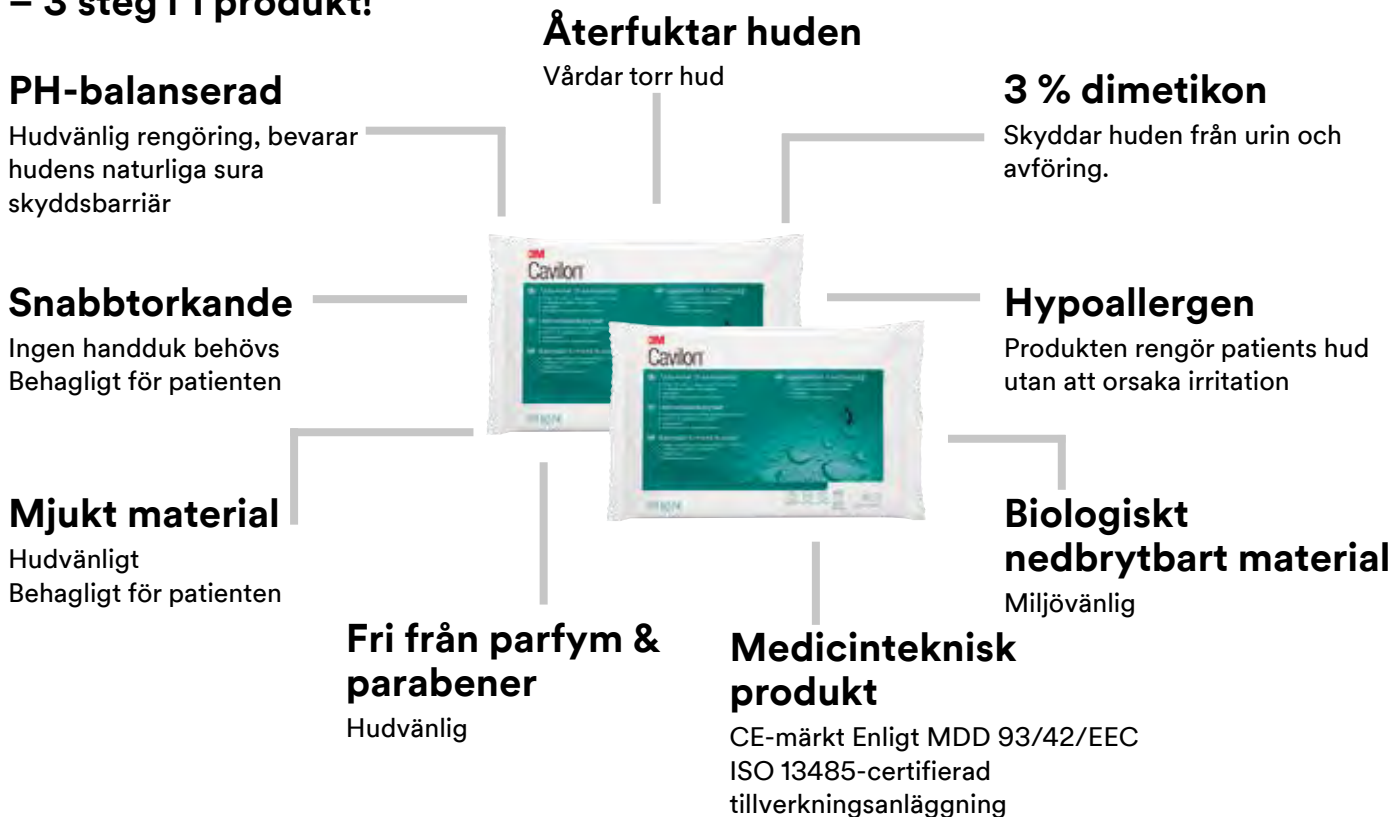 – 3 steg i 1 produkt!
Återfuktar huden
Vårdar torr hud
PH-balanserad
Hudvänlig rengöring, bevarar
hudens naturliga sura
skyddsbarriär
3 % dimetikon
Skyddar huden från urin och
avföring.
Snabbtorkande
Ingen handduk behövs
Behagligt för patienten
Hypoallergen
Produkten rengör patients hud
utan att orsaka irritation
3M
Cavilon
3M
Cavilon
Mjukt material
Hudvänligt
Behagligt för patienten
Biologiskt
nedbrytbart material
Miljövänlig
Fri från parfym &
parabener
Hudvänlig
Medicinteknisk
produkt
CE-märkt Enligt MDD 93/42/EEC
ISO 13485-certifierad
tillverkningsanläggning